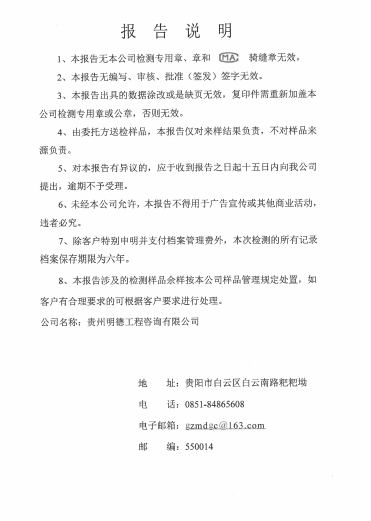 报告说明
1、本报告无本公司检测专用章、章和 MA 骑缝章无效。
2、本报告无编写、审核、批准（签发）签字无效。
3、本报告出具的数据涂改或是缺页无效，复印件需重新加盖本
公司检测专用章或公章，否则无效。
4、由委托方送检样品，本报告仅对来样结果负责，不对样品来
源负责。
5、对本报告有异议的，应于收到报告之日起十五日内向我公司
提出，逾期不予受理。
6、未经本公司允许，本报告不得用于广告宣传或其他商业活动，
违者必究。
7、除客户特别申明并支付档案管理费外，本次检测的所有记录
档案保存期限为六年。
8、本报告涉及的检测样品余样按本公司样品管理规定处置，如
客户有合理要求的可根据客户要求进行处理。
公司名称：贵州明德工程咨询有限公司
地 址：贵阳市白云区白云南路粑粑坳
电 话：0851-84865608
电子邮箱：gzmdgc@163.com
邮 编：550014